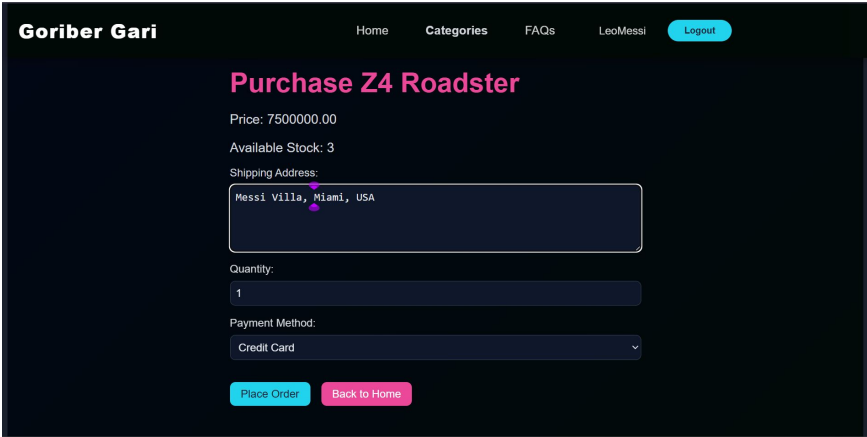 Goriber Gari
Home Categories FAQs LeoMessi Logout
Purchase Z4 Roadster
Price: 7500000.00
Available Stock: 3
Shipping Address:
Messi Villa, Miami, USA
Quantity:
1
Payment Method:
Credit Card
Place Order Back to Home